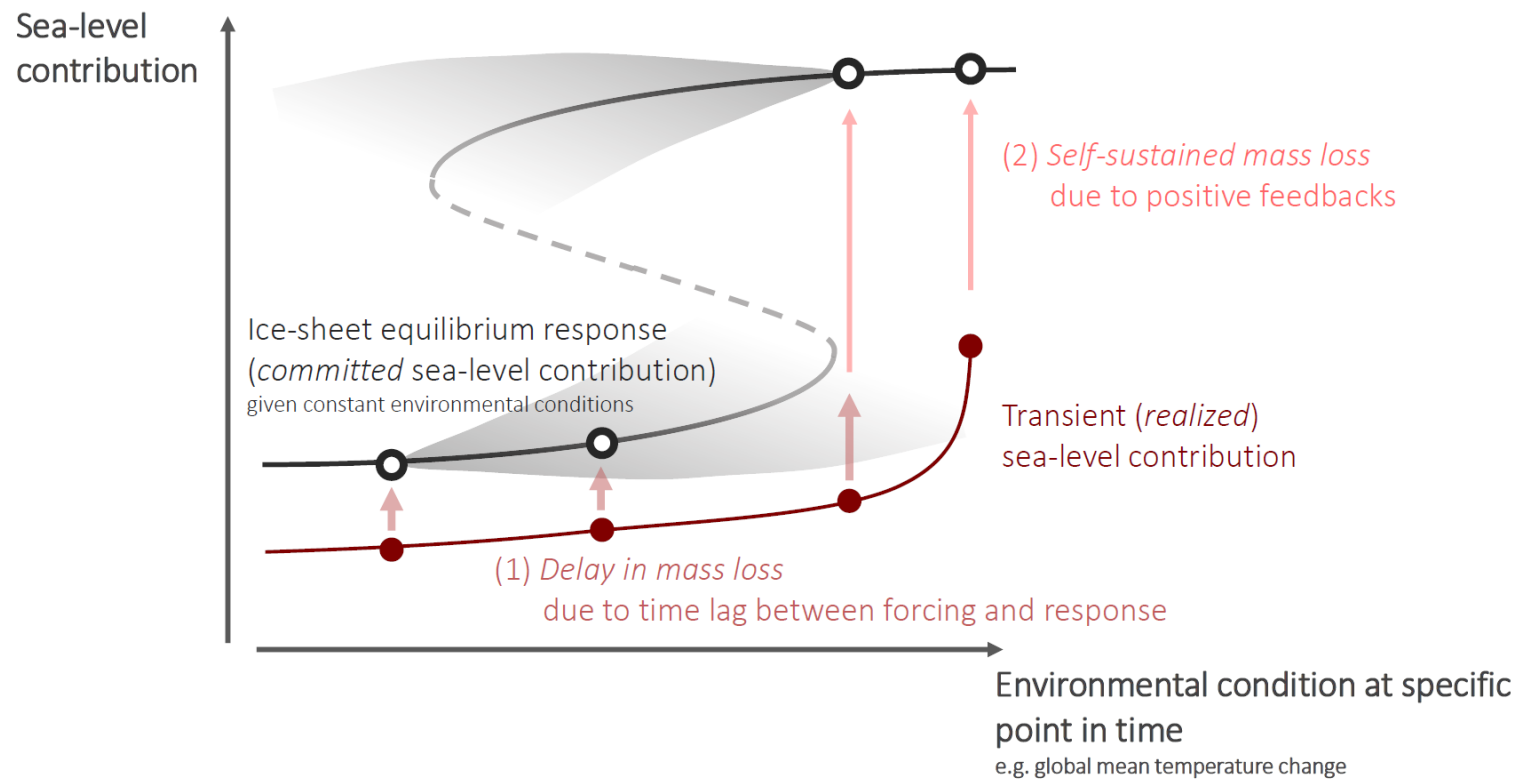 Sea-level
contribution
(2) Self-sustained mass loss
due to positive feedbacks
Ice-sheet equilibrium response
(committed sea-level contribution)
given constant environmental conditions
Transient (realized)
sea-level contribution
(1) Delay in mass loss
due to time lag between forcing and response
Environmental condition at specific
point in time
e.g. global mean temperature change